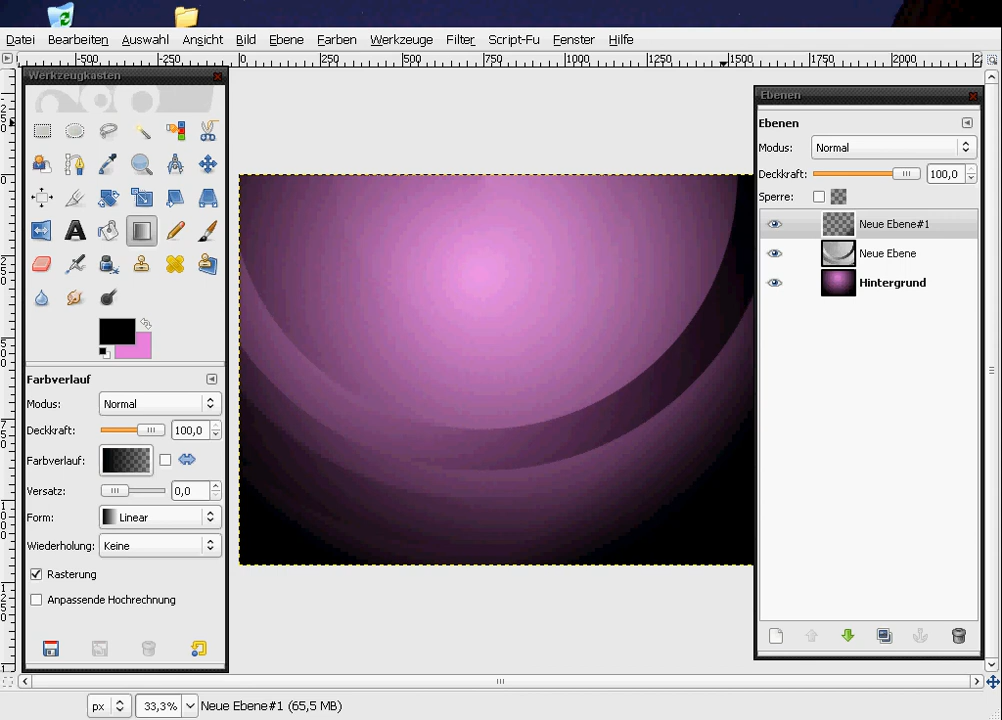 Datei Bearbeiten Auswahl Ansicht Bild Ebene Farben Werkzeuge Filter Script-Fu Fenster Hilfe
-500 -250 0 250 500 750 1000 1250 1500 1750 2000
Werkzeugkasten
Ebenen
Ebenen
Modus: Normal
Deckkraft: 100,0
Sperre:
Neue Ebene#1
Neue Ebene
Hintergrund
Farbverlauf
Modus: Normal
Deckkraft: 100,0
Farbverlauf:
Versatz: 0,0
Form: Linear
Wiederholung: Keine
Rasterung
Anpassende Hochrechnung
px 33,3% Neue Ebene#1 (65,5 MB)